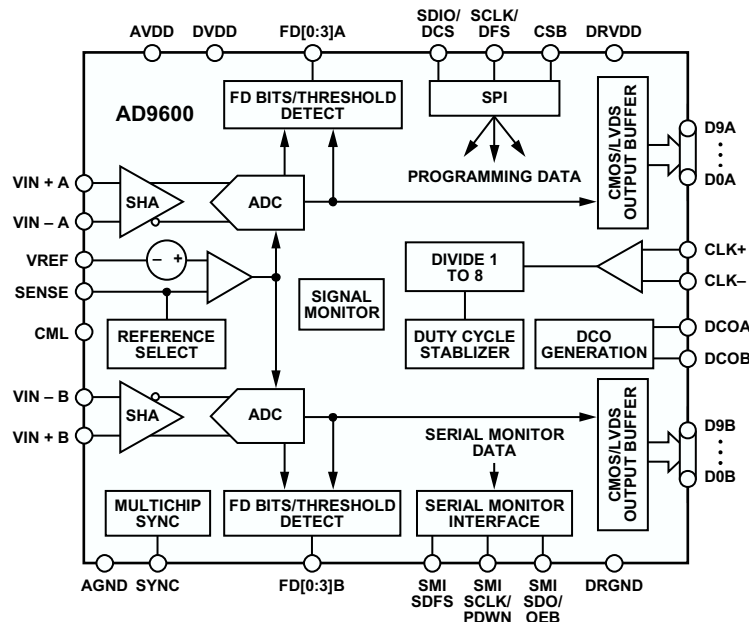 AVDD
DVDD
FD[0:3]A
SDIO/
DCS
SCLK/
DFS
CSB
DRVDD
AD9600
FD BITS/THRESHOLD
DETECT
SPI
PROGRAMMING DATA
CMOS/LVDS
OUTPUT BUFFER
D9A
D0A
VIN + A
VIN – A
SHA
ADC
VREF
SENSE
CML
– +
REFERENCE
SELECT
SIGNAL
MONITOR
DIVIDE 1
TO 8
DUTY CYCLE
STABLIZER
DCO
GENERATION
CLK+
CLK–
DCOA
DCOB
VIN – B
VIN + B
SHA
ADC
SERIAL MONITOR
DATA
CMOS/LVDS
OUTPUT BUFFER
D9B
D0B
MULTICHIP
SYNC
FD BITS/THRESHOLD
DETECT
SERIAL MONITOR
INTERFACE
AGND
SYNC
FD[0:3]B
SMI
SDFS
SMI
SCLK/
PDWN
SMI
SDO/
OEB
DRGND